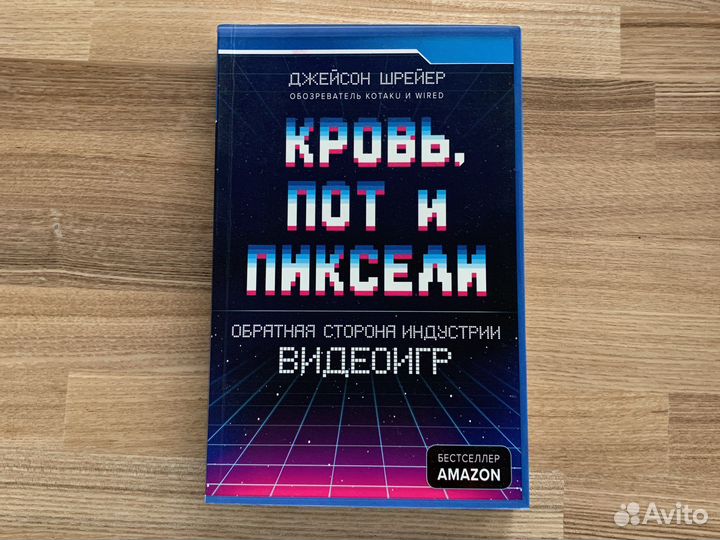 ДЖЕЙСОН ШРЕЙЕР
ОБОЗРЕВАТЕЛЬ KOTAKU И WIRED
КРОВЬ,
ПОТ и
ПИКСЕЛИ
ОБРАТНАЯ СТОРОНА ИНДУСТРИИ
ВИДЕОИГР
БЕСТСЕЛЛЕР
AMAZON
Avito